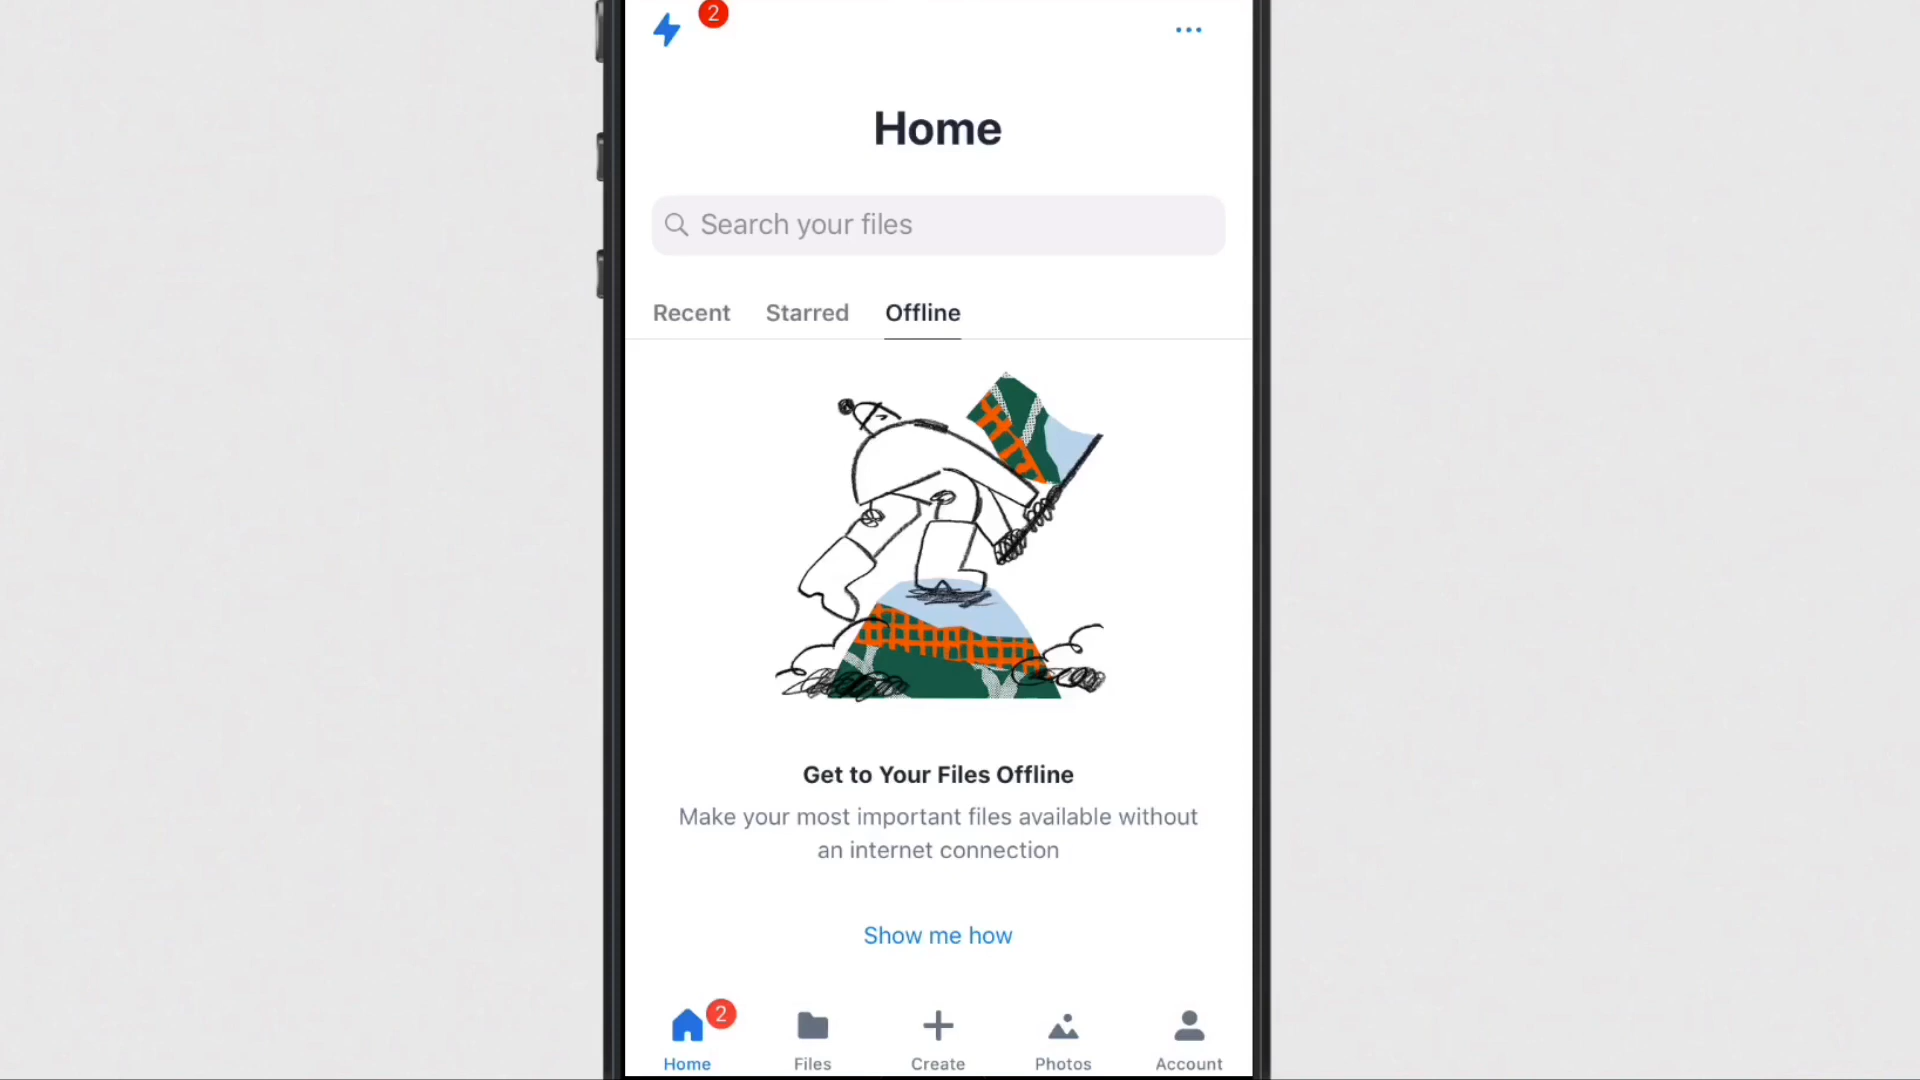 2
Home
Search your files
Recent Starred Offline
Get to Your Files Offline
Make your most important files available without
an internet connection
Show me how
2
Home Files Create Photos Account